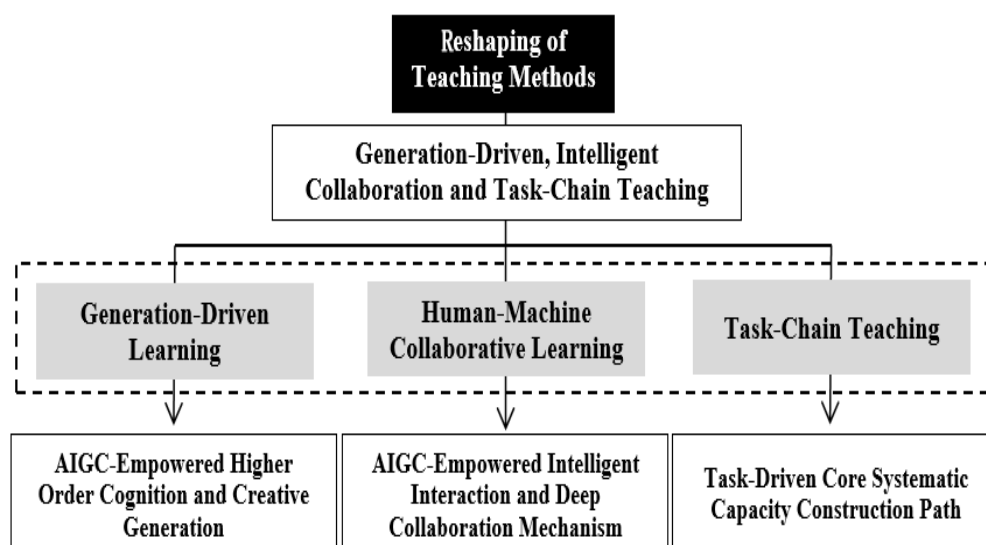 Reshaping of
Teaching Methods
Generation-Driven, Intelligent
Collaboration and Task-Chain Teaching
Generation-Driven
Learning
Human-Machine
Collaborative Learning
Task-Chain Teaching
AIGC-Empowered Higher
Order Cognition and Creative
Generation
AIGC-Empowered Intelligent
Interaction and Deep
Collaboration Mechanism
Task-Driven Core Systematic
Capacity Construction Path